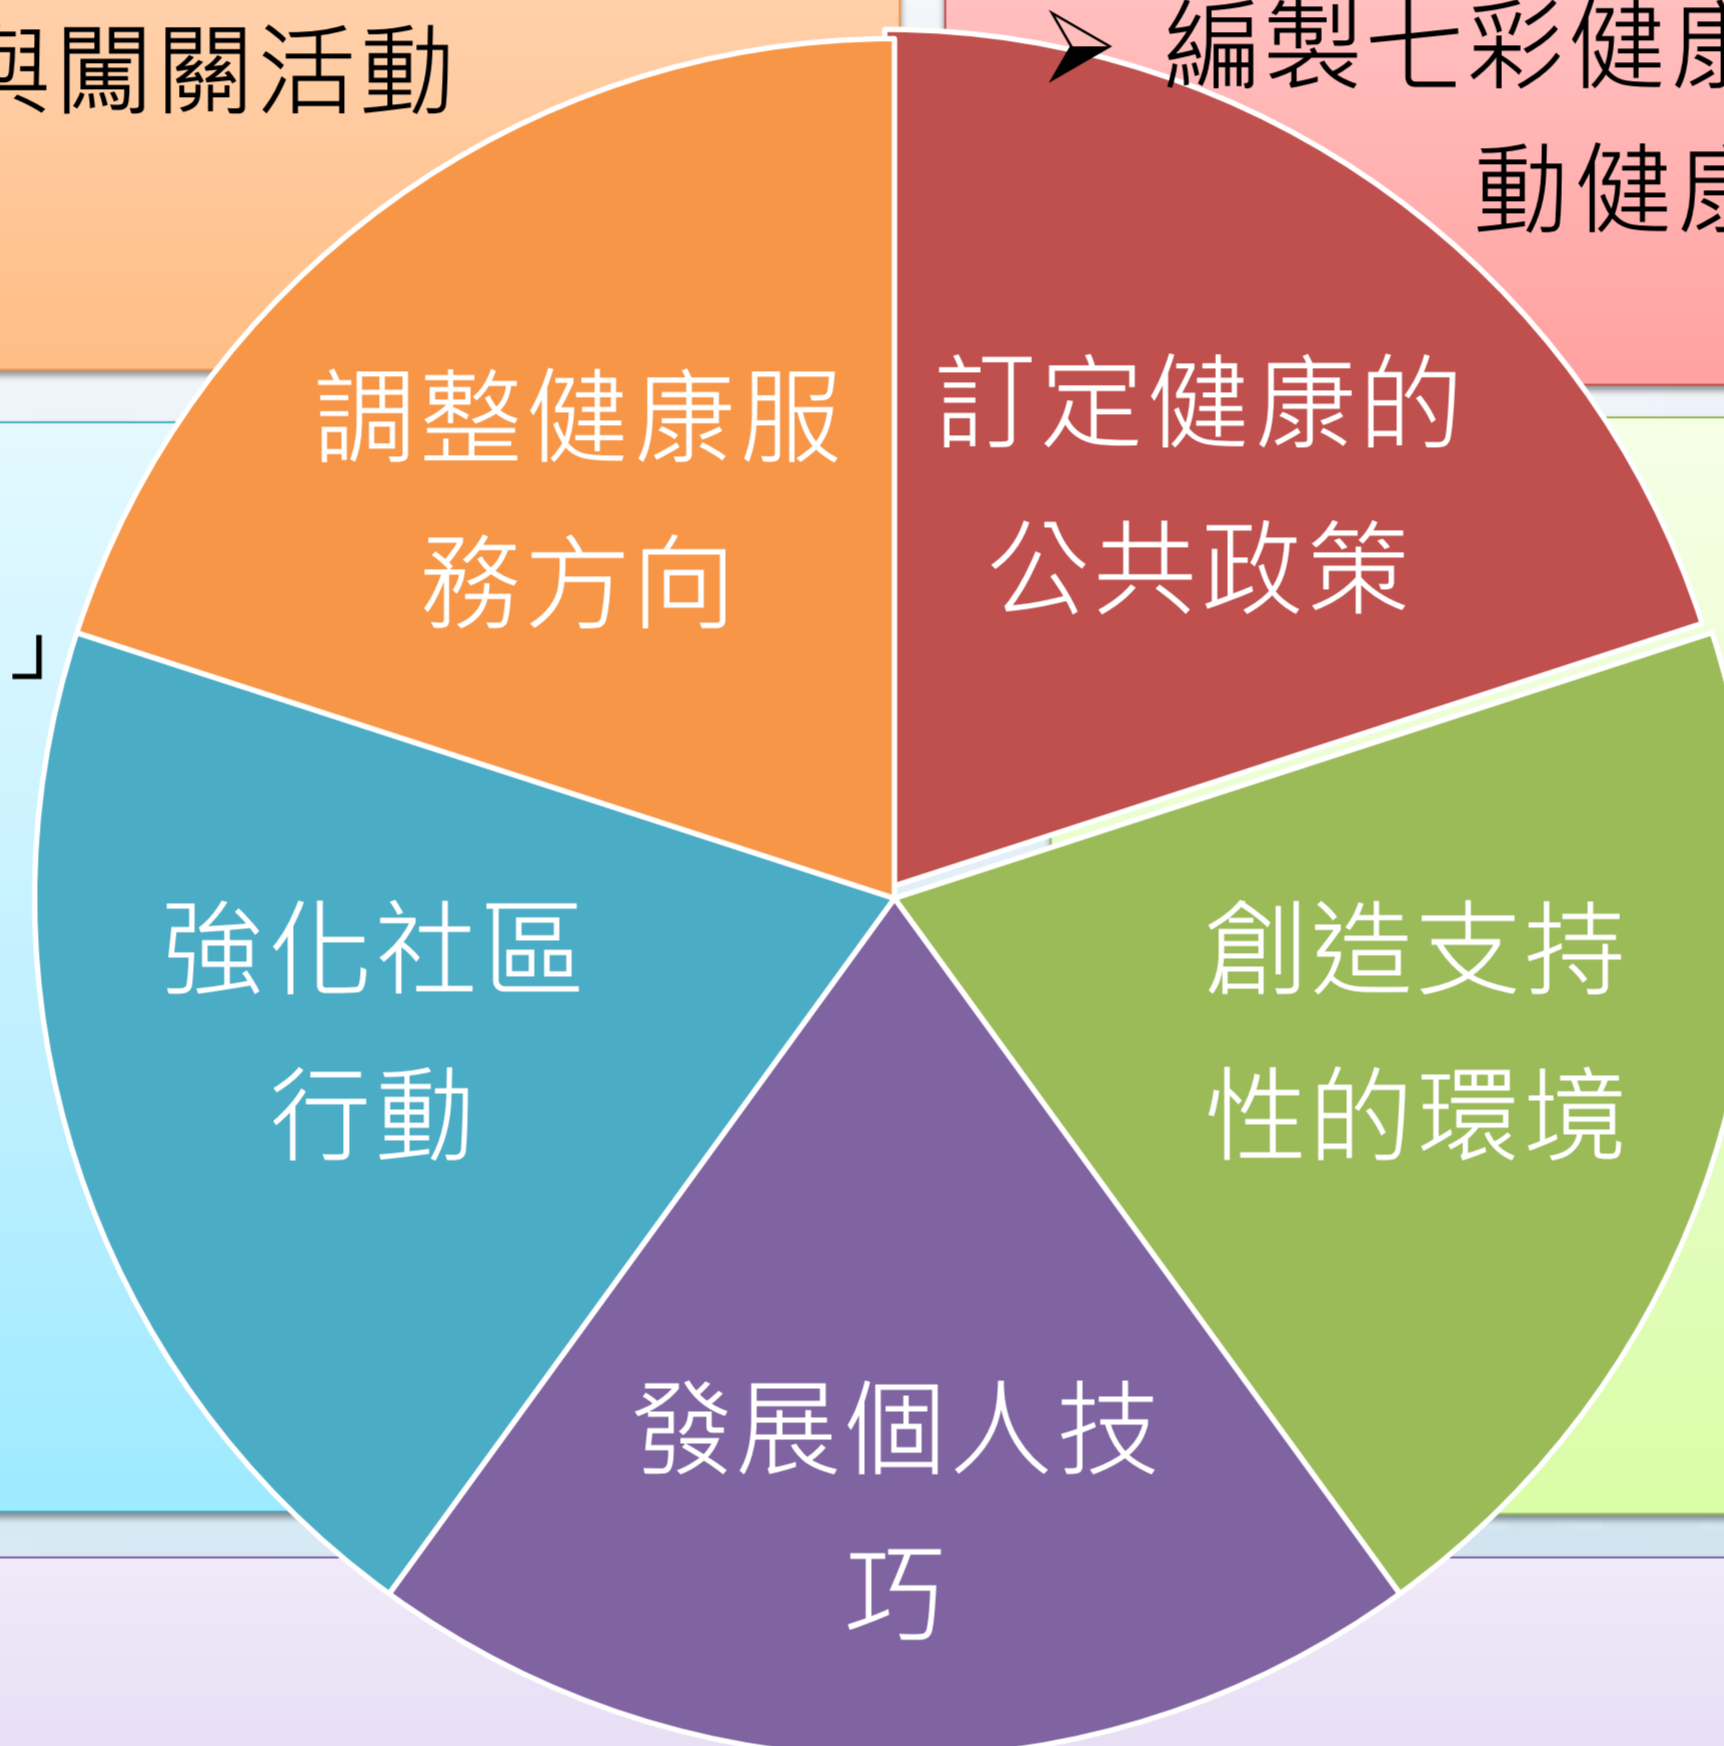 與闖關活動
編製七彩健康
動健康
調整健康服
務方向
訂定健康的
公共政策
」
強化社區
行動
創造支持
性的環境
發展個人技
巧